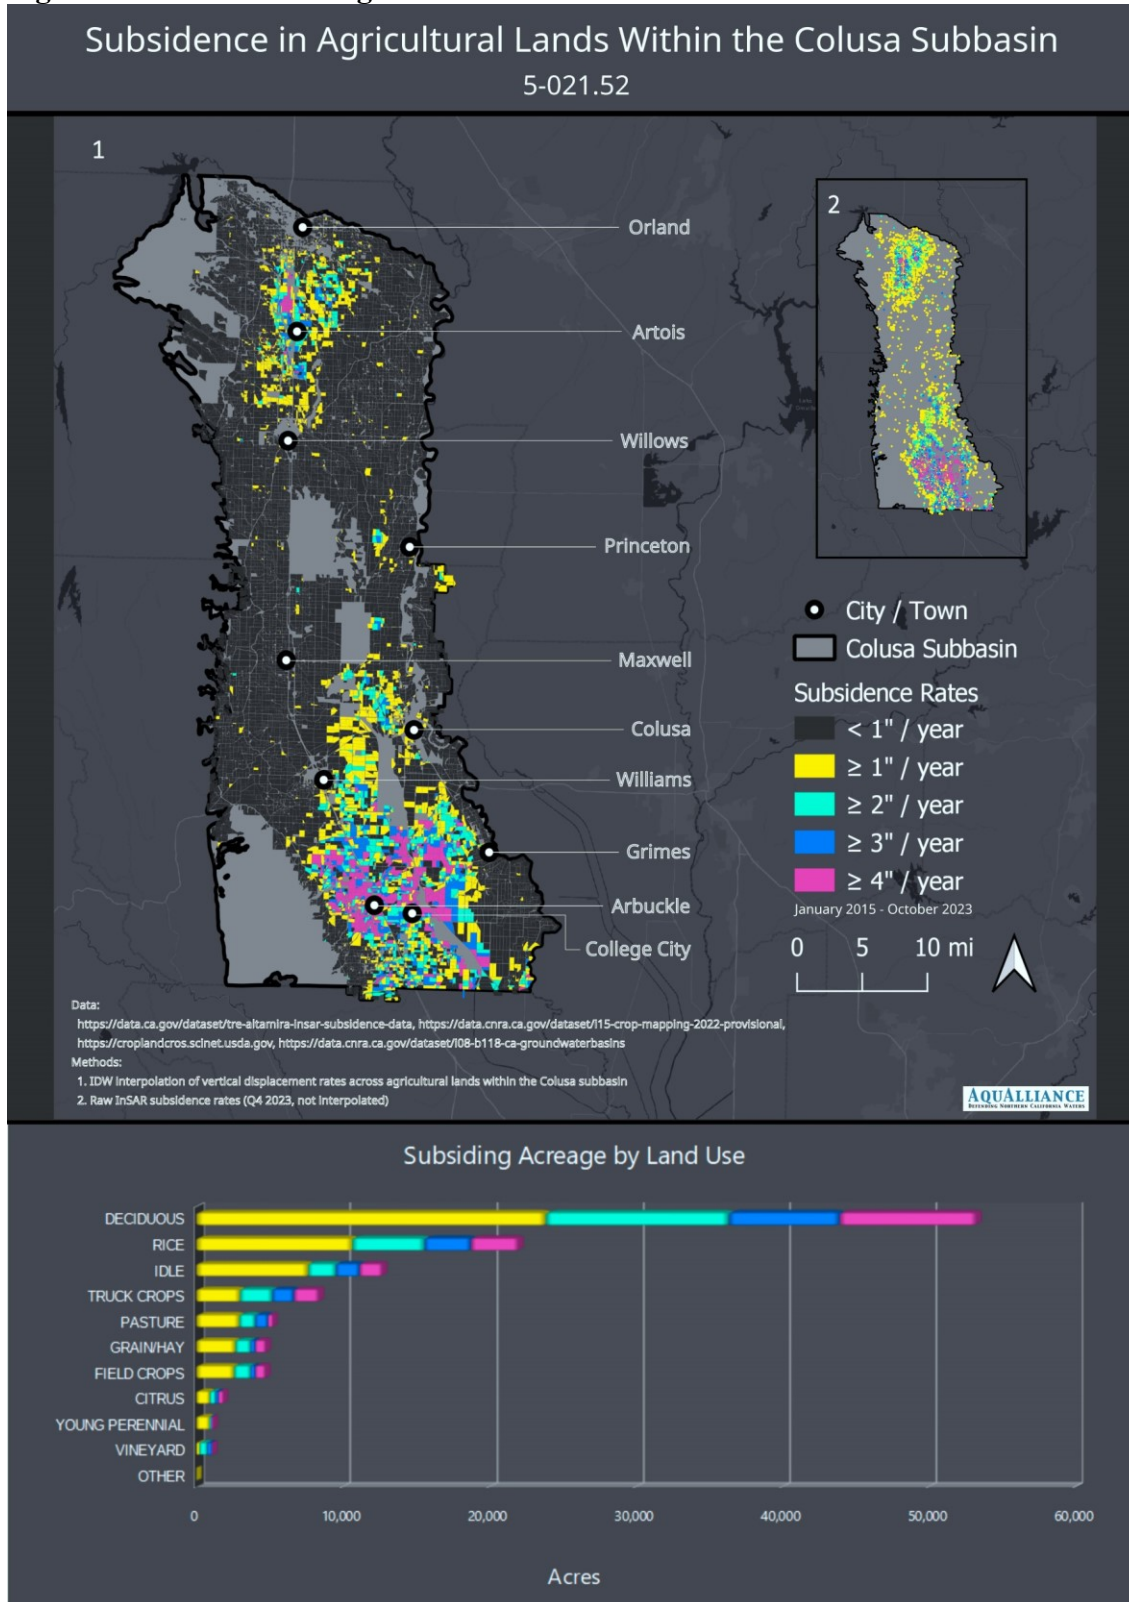 Subsidence in Agricultural Lands Within the Colusa Subbasin
5-021.52
1
2
Orland
Artois
Willows
Princeton
Maxwell
Colusa
Williams
Grimes
Arbuckle
College City
City / Town
Colusa Subbasin
Subsidence Rates
< 1" / year
≥ 1" / year
≥ 2" / year
≥ 3" / year
≥ 4" / year
January 2015 - October 2023
0 5 10 mi
Data:
https://data.ca.gov/dataset/tre-altamira-insar-subsidence-data, https://data.cnra.ca.gov/dataset/i15-crop-mapping-2022-provisional,
https://croplandcros.scinet.usda.gov, https://data.cnra.ca.gov/dataset/i08-b118-ca-groundwaterbasins
Methods:
1. IDW interpolation of vertical displacement rates across agricultural lands within the Colusa subbasin
2. Raw InSAR subsidence rates (Q4 2023, not interpolated)
AQUALLIANCE
DEFENDING NORTHERN CALIFORNIA WATERS
Subsiding Acreage by Land Use
DECIDUOUS
RICE
IDLE
TRUCK CROPS
PASTURE
GRAIN/HAY
FIELD CROPS
CITRUS
YOUNG PERENNIAL
VINEYARD
OTHER
0 10,000 20,000 30,000 40,000 50,000 60,000
Acres